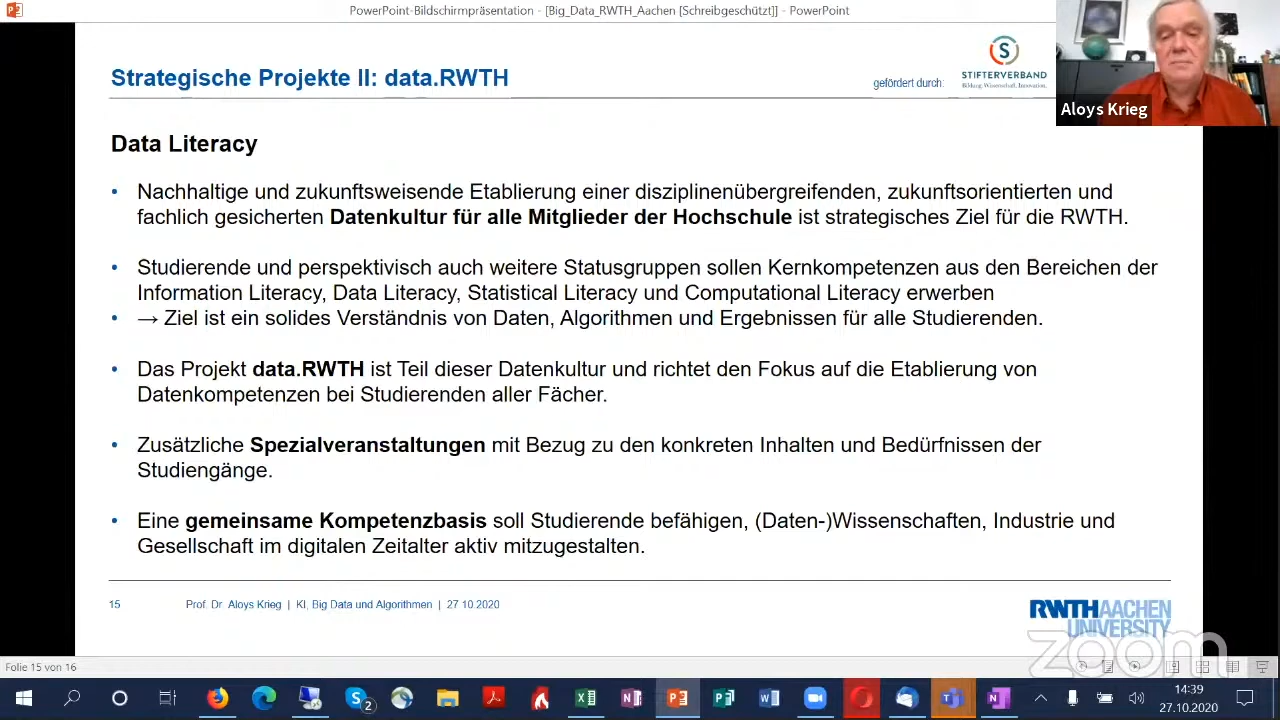 PowerPoint-Bildschirmpräsentation - [Big_Data_RWTH_Aachen [Schreibgeschützt]] - PowerPoint
Strategische Projekte II: data.RWTH
gefördert durch:
S
STIFTERVERBAND
Bildung. Wissenschaft. Innovation.
Aloys Krieg
Data Literacy
• Nachhaltige und zukunftsweisende Etablierung einer disziplinenübergreifenden, zukunftsorientierten und
fachlich gesicherten Datenkultur für alle Mitglieder der Hochschule ist strategisches Ziel für die RWTH.
• Studierende und perspektivisch auch weitere Statusgruppen sollen Kernkompetenzen aus den Bereichen der
Information Literacy, Data Literacy, Statistical Literacy und Computational Literacy erwerben
• → Ziel ist ein solides Verständnis von Daten, Algorithmen und Ergebnissen für alle Studierenden.
• Das Projekt data.RWTH ist Teil dieser Datenkultur und richtet den Fokus auf die Etablierung von
Datenkompetenzen bei Studierenden aller Fächer.
• Zusätzliche Spezialveranstaltungen mit Bezug zu den konkreten Inhalten und Bedürfnissen der
Studiengänge.
• Eine gemeinsame Kompetenzbasis soll Studierende befähigen, (Daten-)Wissenschaften, Industrie und
Gesellschaft im digitalen Zeitalter aktiv mitzugestalten.
15 Prof. Dr. Aloys Krieg | KI, Big Data und Algorithmen | 27 10 2020
RWTH AACHEN
UNIVERSITY
zoom
Folie 15 von 16
2
14:39
27.10.2020